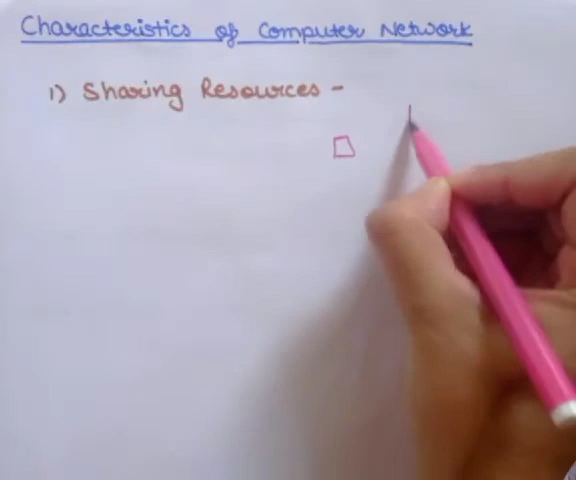 Characteristics of Computer Network
1) Sharing Resources -